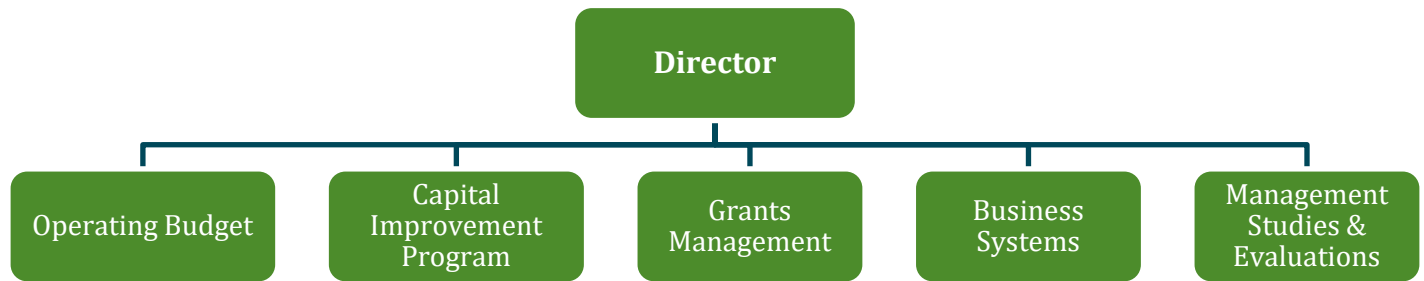 Director
Operating Budget
Capital
Improvement
Program
Grants
Management
Business
Systems
Management
Studies &
Evaluations